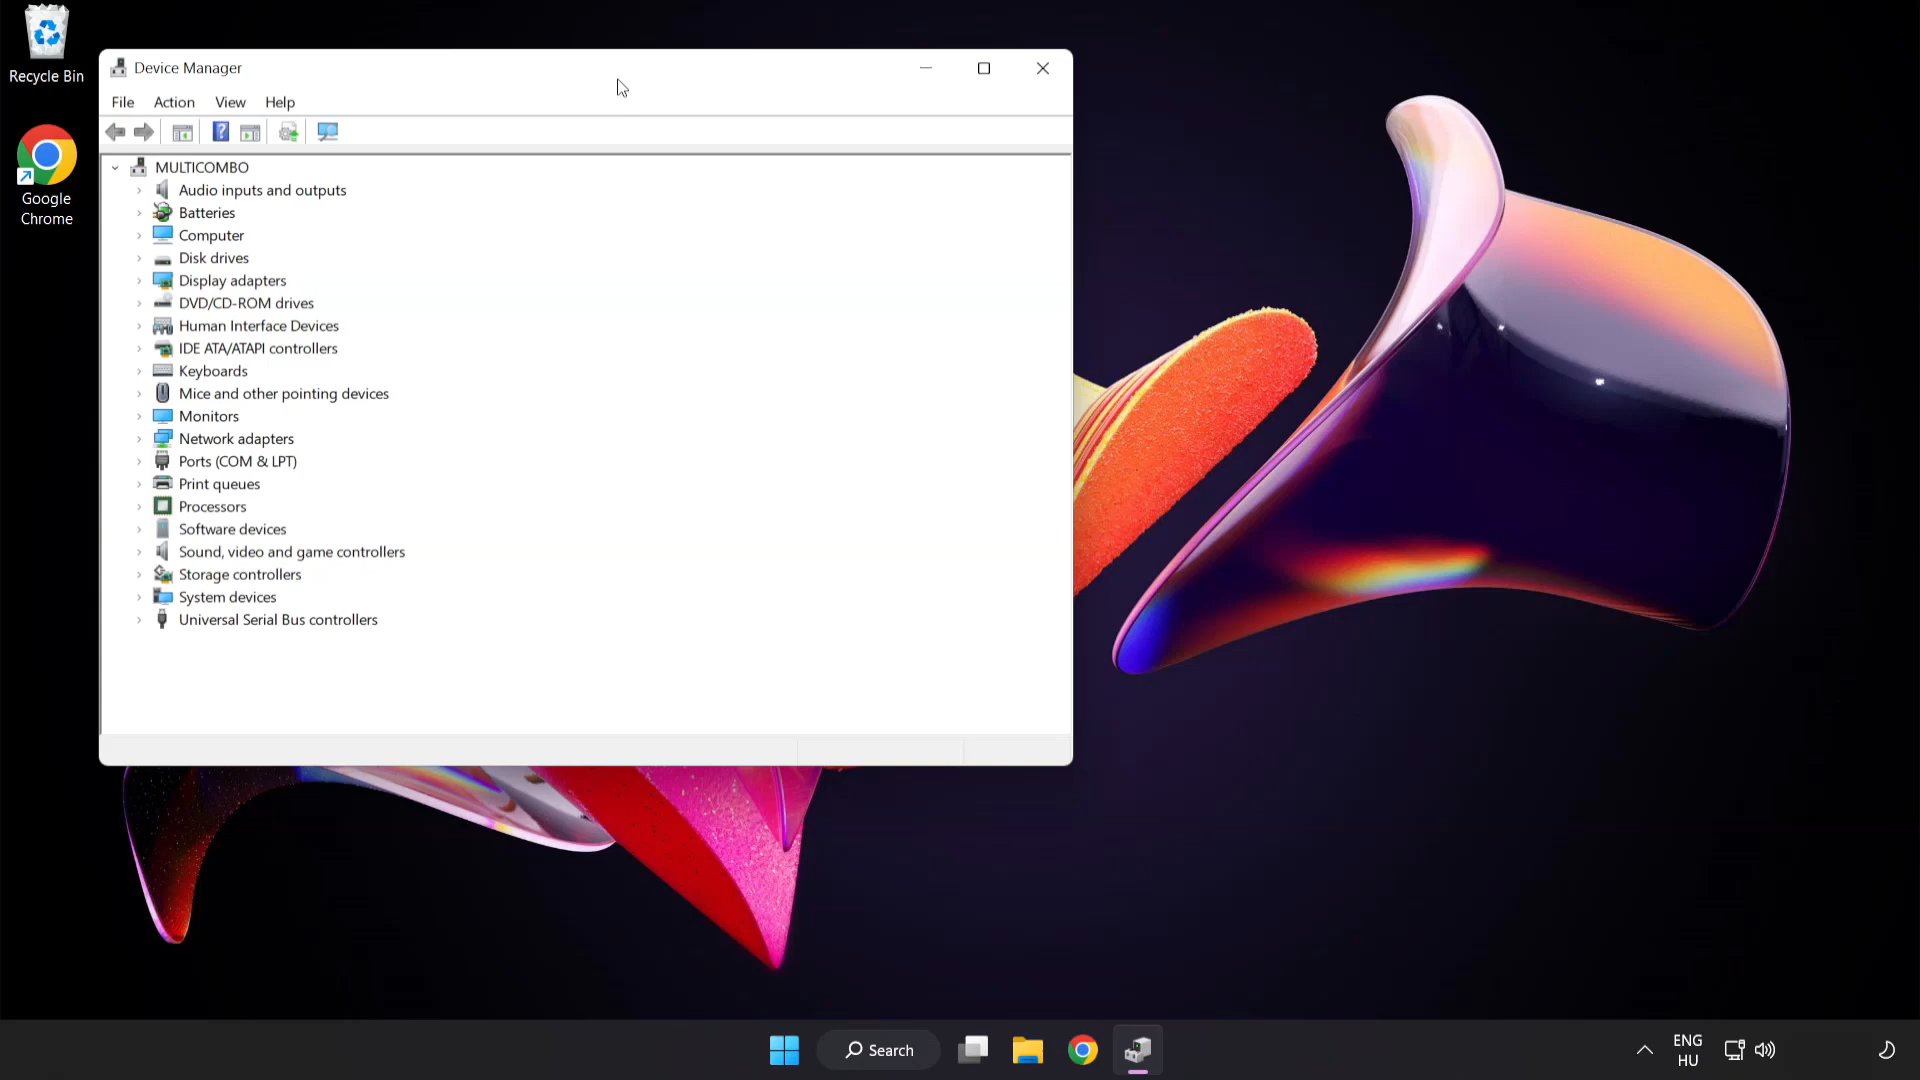 Recycle Bin
Google
Chrome
Device Manager
File Action View Help
MULTICOMBO
Audio inputs and outputs
Batteries
Computer
Disk drives
Display adapters
DVD/CD-ROM drives
Human Interface Devices
IDE ATA/ATAPI controllers
Keyboards
Mice and other pointing devices
Monitors
Network adapters
Ports (COM & LPT)
Print queues
Processors
Software devices
Sound, video and game controllers
Storage controllers
System devices
Universal Serial Bus controllers
Search
ENG
HU